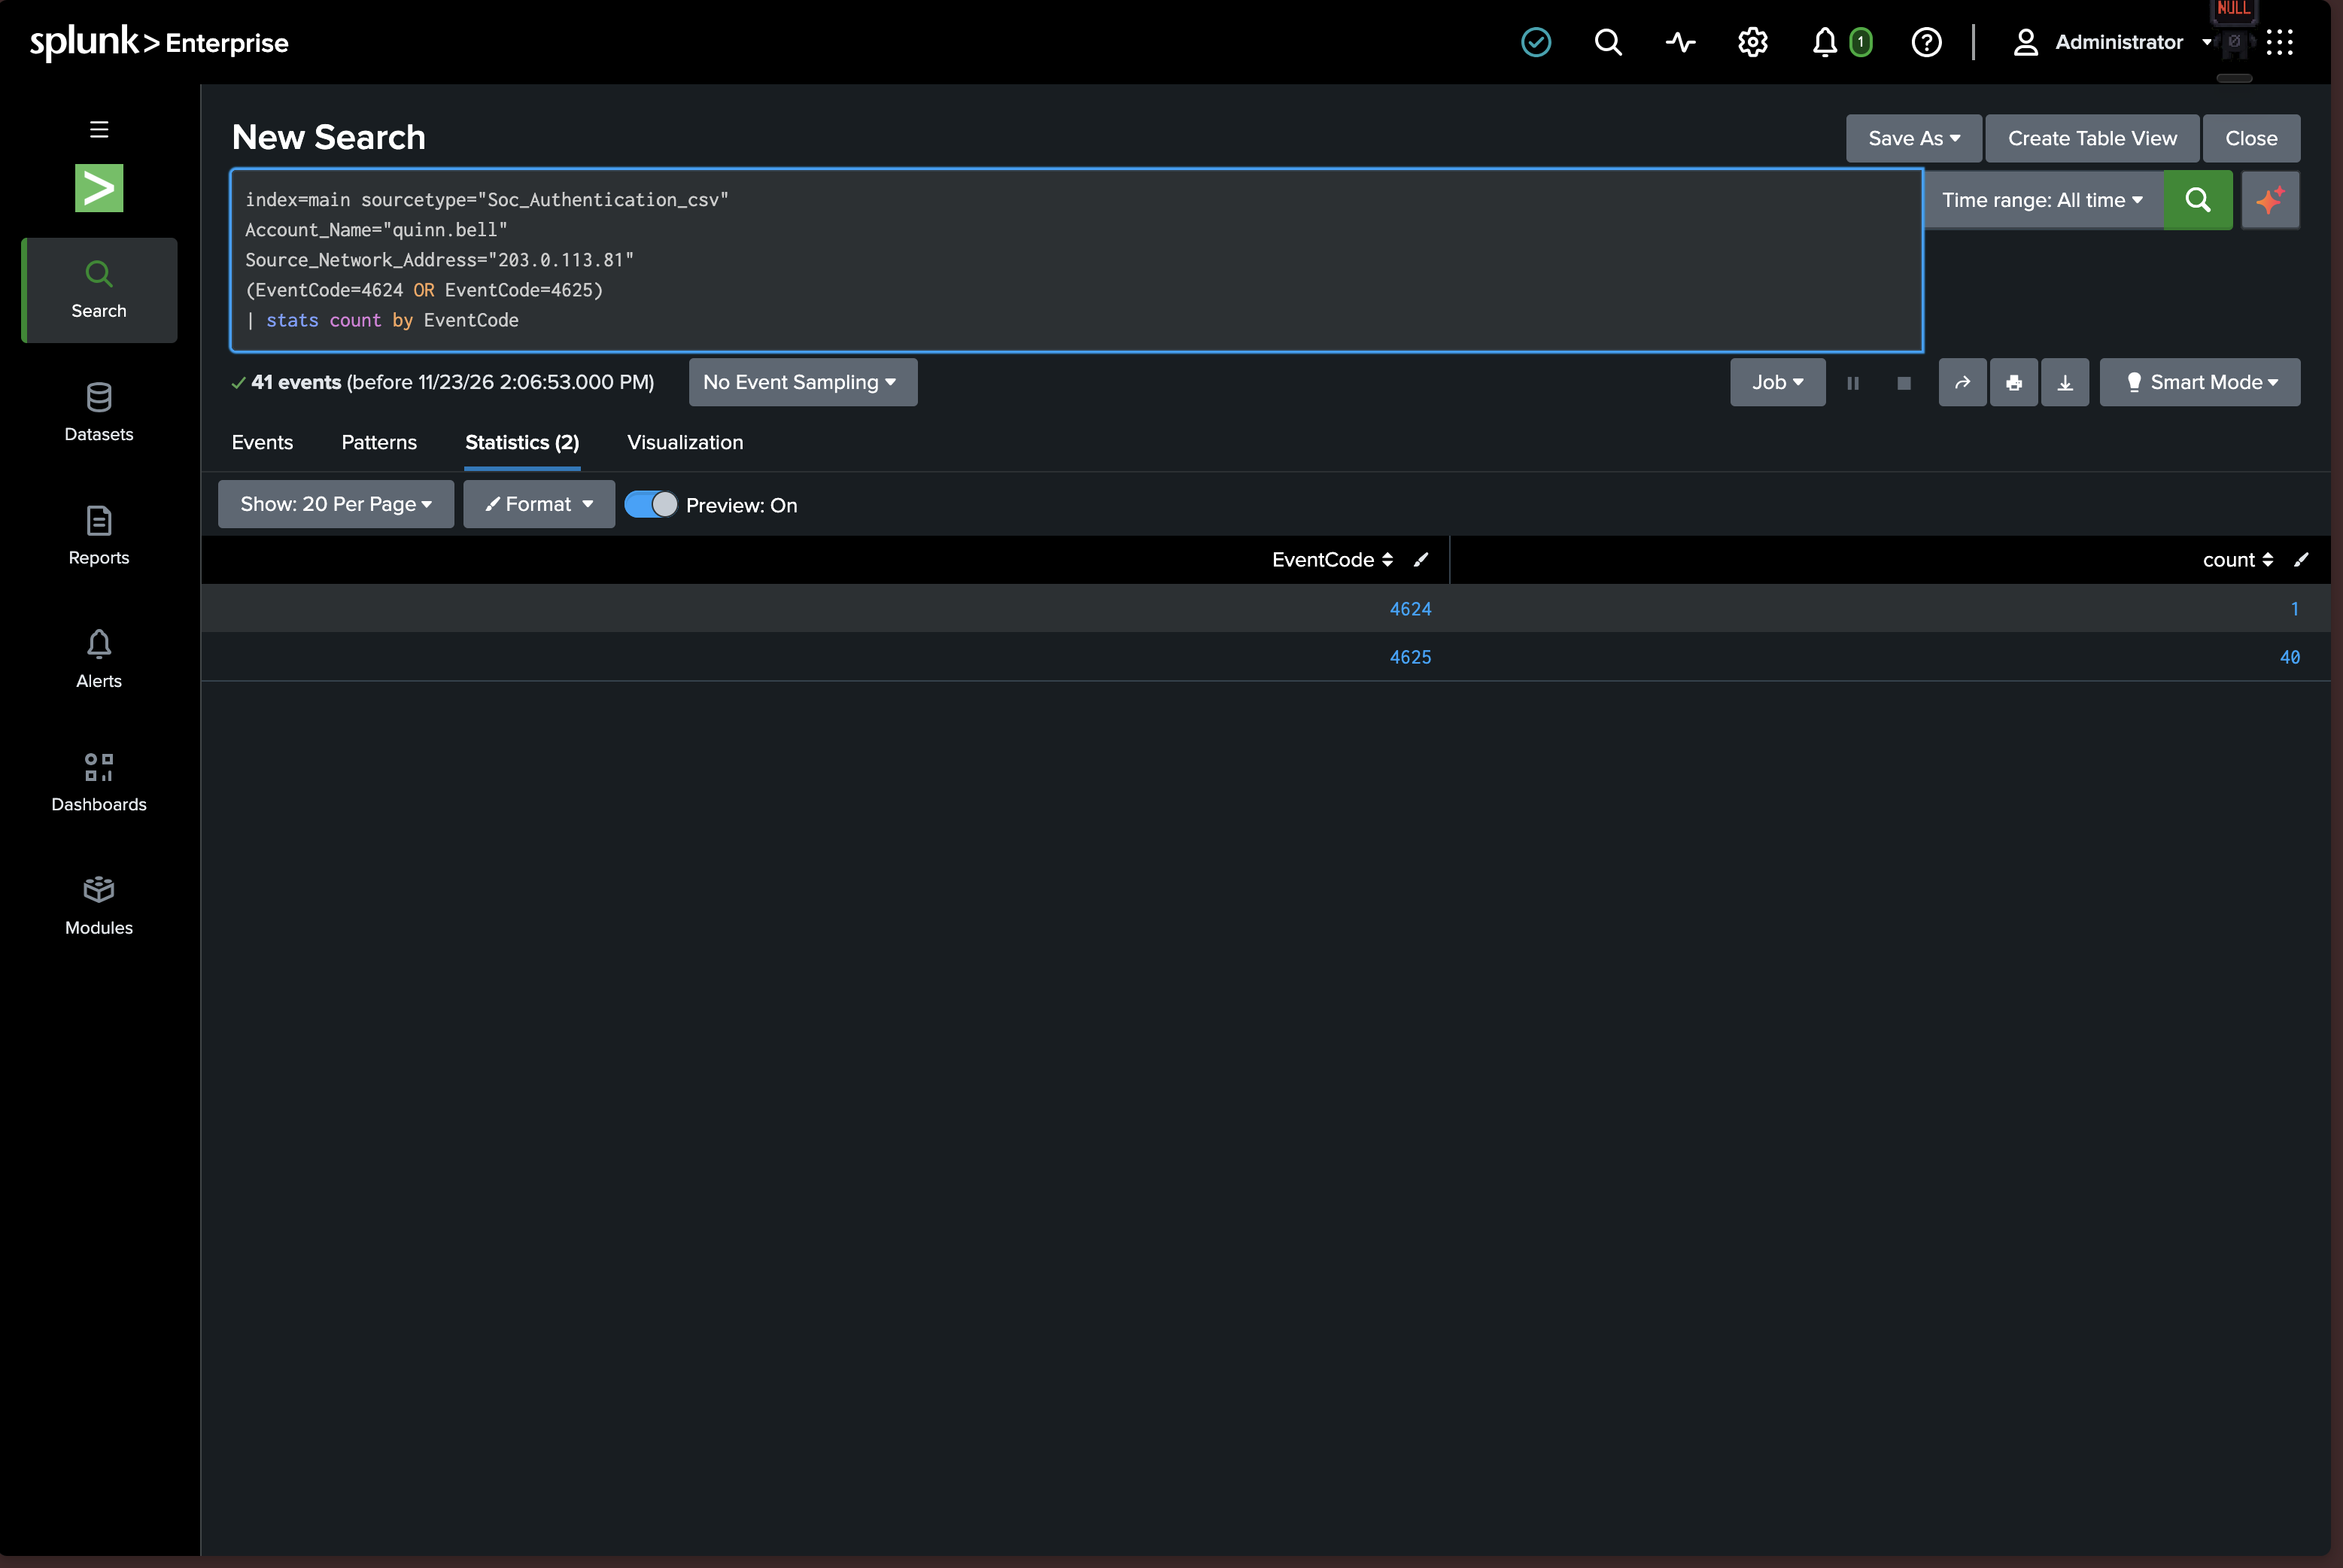 splunk> Enterprise
1
Administrator
NULL
New Search
Save As
Create Table View
Close
index=main sourcetype="Soc_Authentication_csv"
Account_Name="quinn.bell"
Source_Network_Address="203.0.113.81"
(EventCode=4624 OR EventCode=4625)
| stats count by EventCode
Time range: All time
41 events (before 11/23/26 2:06:53.000 PM)
No Event Sampling
Job
Smart Mode
Events
Patterns
Statistics (2)
Visualization
Show: 20 Per Page
Format
Preview: On
EventCode
count
4624
1
4625
40
Search
Datasets
Reports
Alerts
Dashboards
Modules